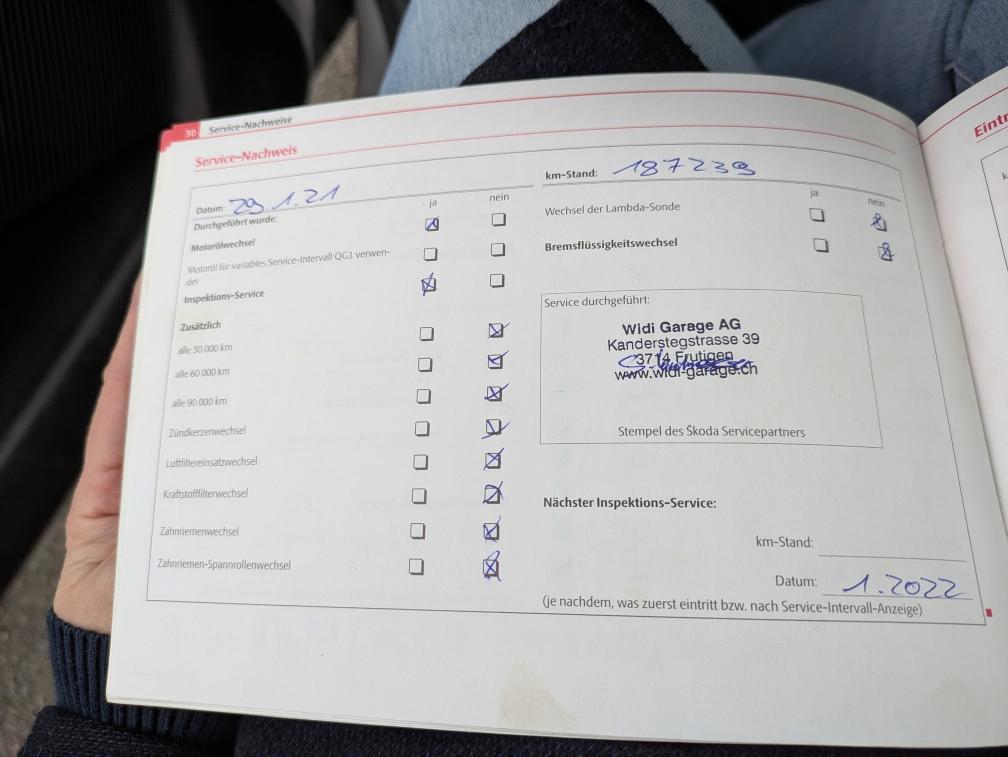 30 Service-Nachweise
Service-Nachweis
Datum: 29.1.21
km-Stand: 187239
Durchgeführt wurde:
ja nein
Motorölwechsel
Motoröl für variables Service-Intervall QG1 verwen-
det
Inspektions-Service
Zusätzlich
alle 30 000 km
alle 60 000 km
alle 90 000 km
Zündkerzenwechsel
Luftfiltereinsatzwechsel
Kraftstofffilterwechsel
Zahnriemenwechsel
Zahnriemen-Spannrollenwechsel
ja nein
Wechsel der Lambda-Sonde
Bremsflüssigkeitswechsel
Service durchgeführt:
Widi Garage AG
Kanderstegstrasse 39
3714 Frutigen
www.widi-garage.ch
Stempel des Škoda Servicepartners
Nächster Inspektions-Service:
km-Stand:
Datum: 1.2022
(je nachdem, was zuerst eintritt bzw. nach Service-Intervall-Anzeige)